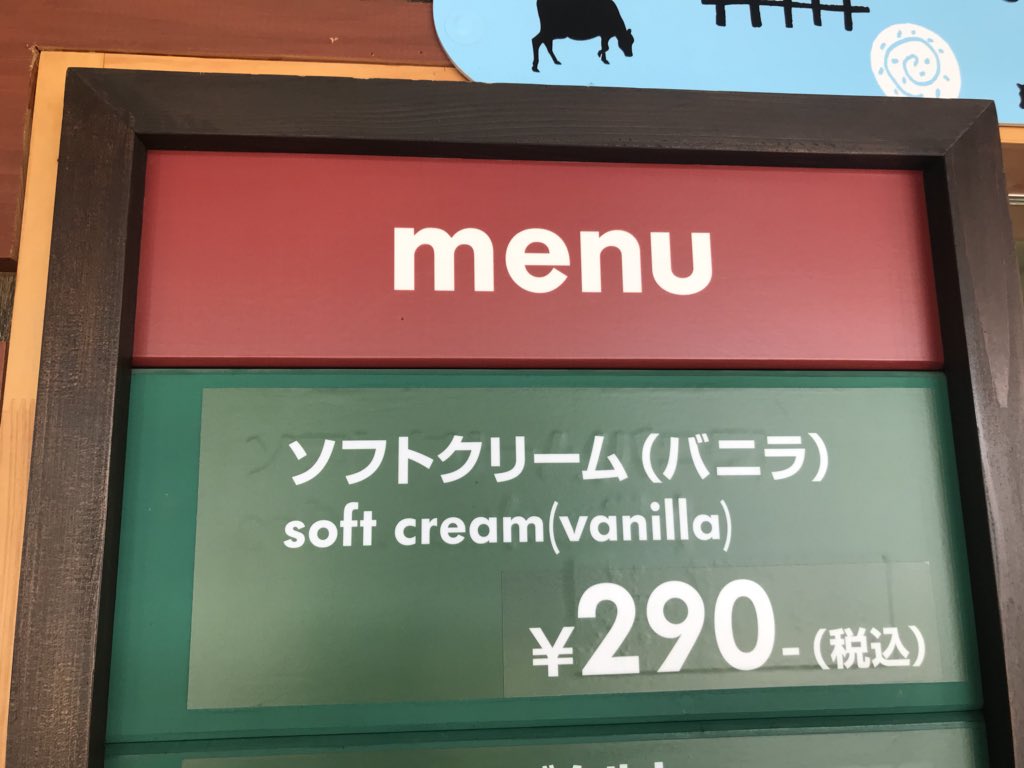 menu
ソフトクリーム（バニラ）
soft cream(vanilla)
¥290-（税込）